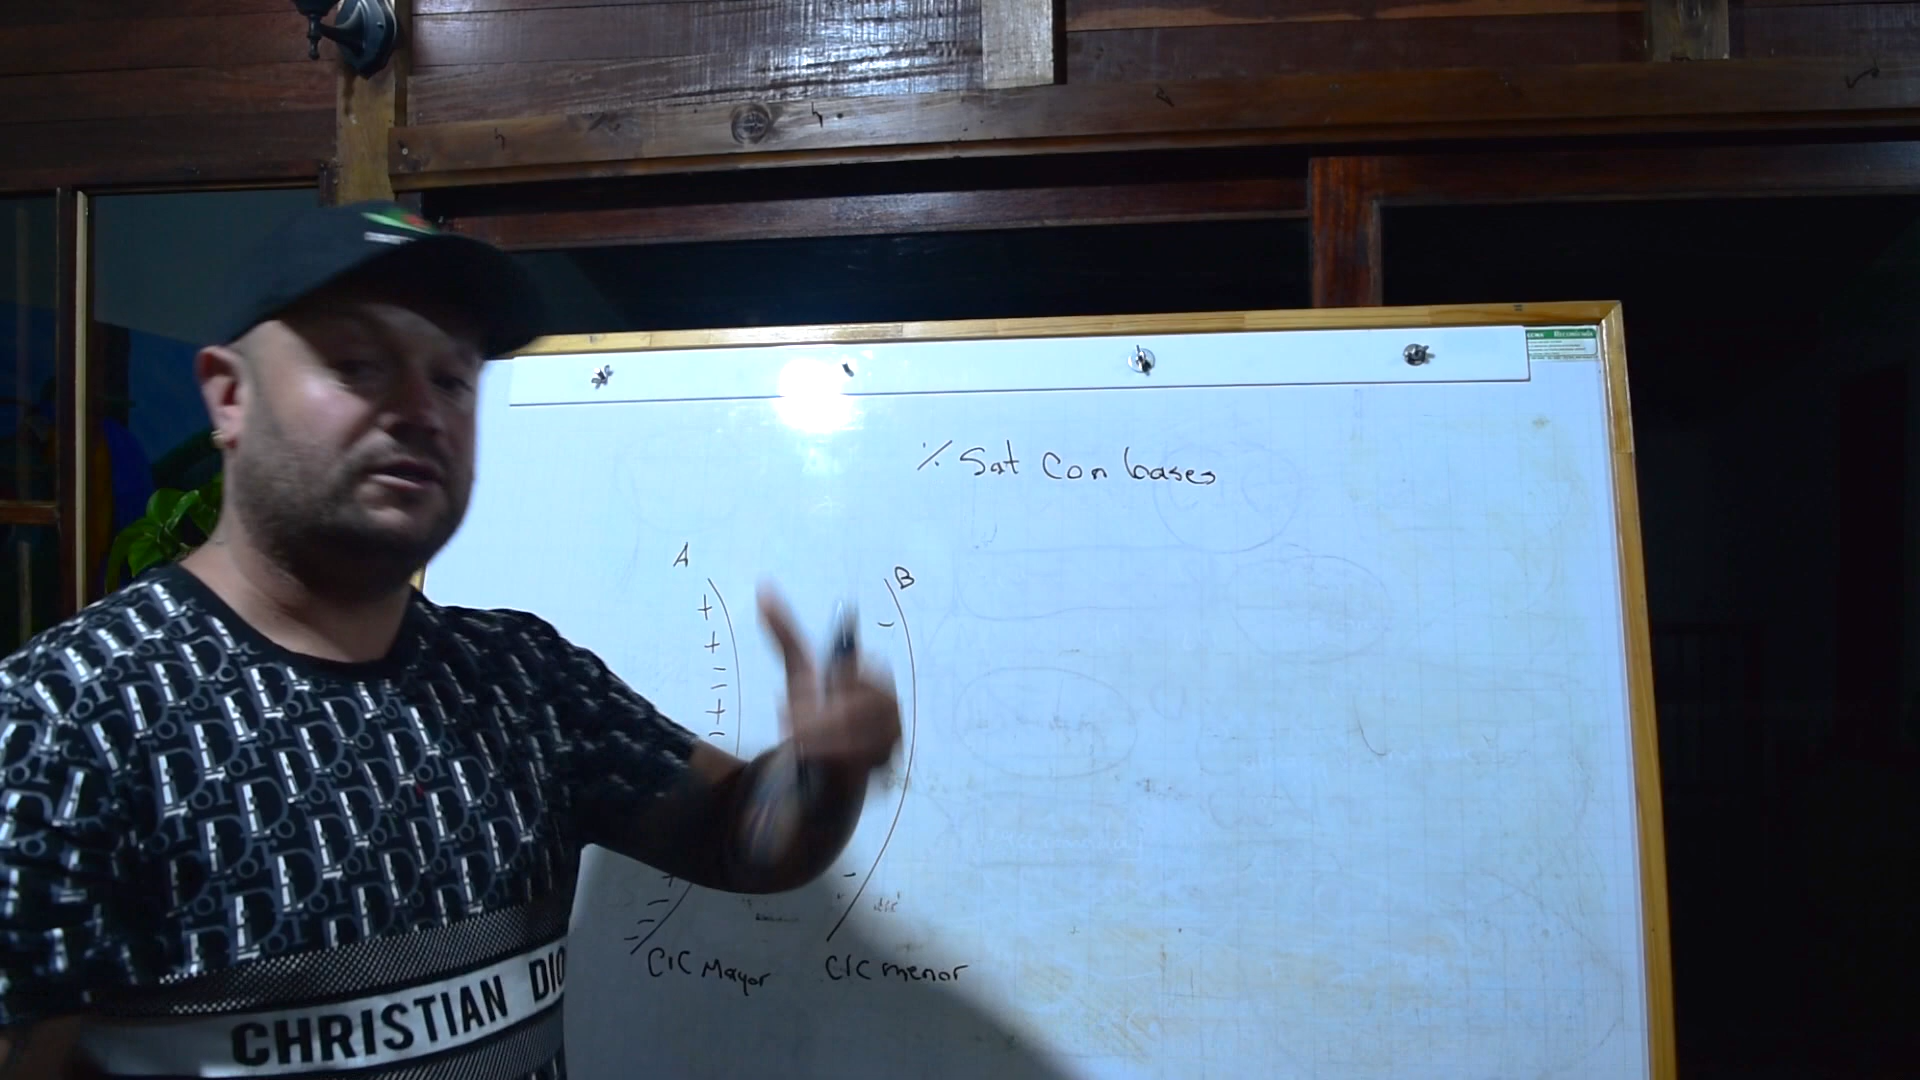 % Sat Con bases
A
B
+
+
-
-
+
-
-
+
-
-
-
-
CIC Mayor
CIC menor
CHRISTIAN DIO